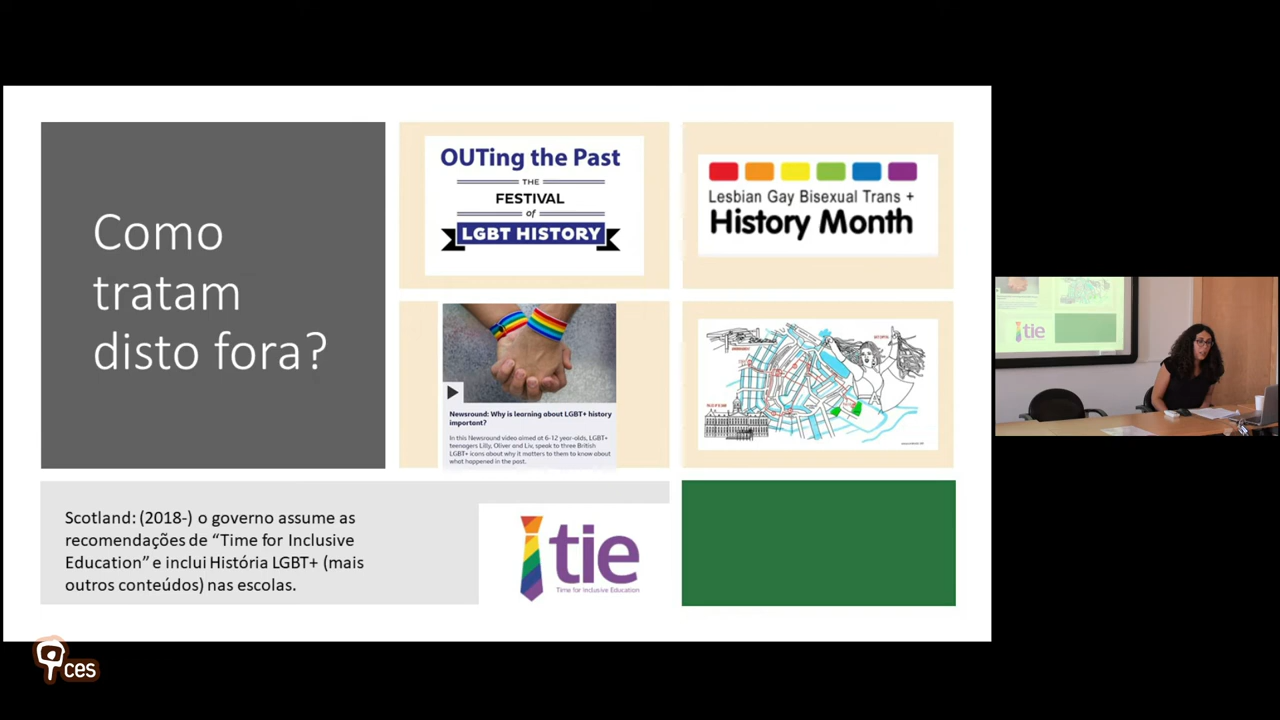 Como
tratam
disto fora?
OUTing the Past
THE
FESTIVAL
of
LGBT HISTORY
Lesbian Gay Bisexual Trans +
History Month
Newsround: Why is learning about LGBT+ history
important?
In this Newsround video aimed at 6-12 year-olds, LGBT+
teenagers Lilly, Oliver and Liv, speak to three British
LGBT+ icons about why it matters to them to know about
what happened in the past.
Scotland: (2018-) o governo assume as
recomendações de “Time for Inclusive
Education” e inclui História LGBT+ (mais
outros conteúdos) nas escolas.
tie
Time for Inclusive Education
tie
ces